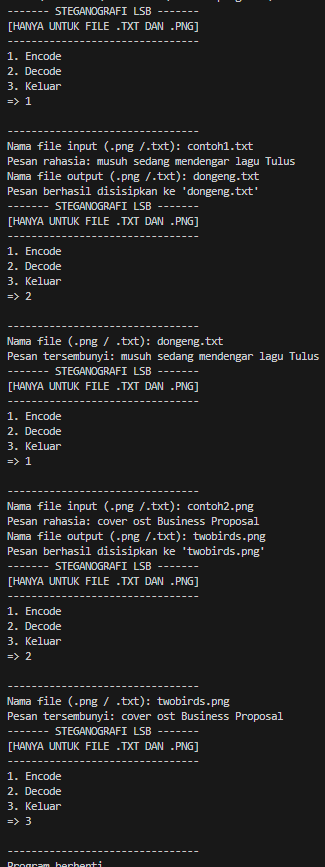 ------- STEGANOGRAFI LSB -------
[HANYA UNTUK FILE .TXT DAN .PNG]
--------------------------------
1. Encode
2. Decode
3. Keluar
=> 1

--------------------------------
Nama file input (.png /.txt): contoh1.txt
Pesan rahasia: musuh sedang mendengar lagu Tulus
Nama file output (.png /.txt): dongeng.txt
Pesan berhasil disisipkan ke 'dongeng.txt'
------- STEGANOGRAFI LSB -------
[HANYA UNTUK FILE .TXT DAN .PNG]
--------------------------------
1. Encode
2. Decode
3. Keluar
=> 2

--------------------------------
Nama file (.png / .txt): dongeng.txt
Pesan tersembunyi: musuh sedang mendengar lagu Tulus
------- STEGANOGRAFI LSB -------
[HANYA UNTUK FILE .TXT DAN .PNG]
--------------------------------
1. Encode
2. Decode
3. Keluar
=> 1

--------------------------------
Nama file input (.png /.txt): contoh2.png
Pesan rahasia: cover ost Business Proposal
Nama file output (.png /.txt): twobirds.png
Pesan berhasil disisipkan ke 'twobirds.png'
------- STEGANOGRAFI LSB -------
[HANYA UNTUK FILE .TXT DAN .PNG]
--------------------------------
1. Encode
2. Decode
3. Keluar
=> 2

--------------------------------
Nama file (.png / .txt): twobirds.png
Pesan tersembunyi: cover ost Business Proposal
------- STEGANOGRAFI LSB -------
[HANYA UNTUK FILE .TXT DAN .PNG]
--------------------------------
1. Encode
2. Decode
3. Keluar
=> 3

--------------------------------
Program berhenti